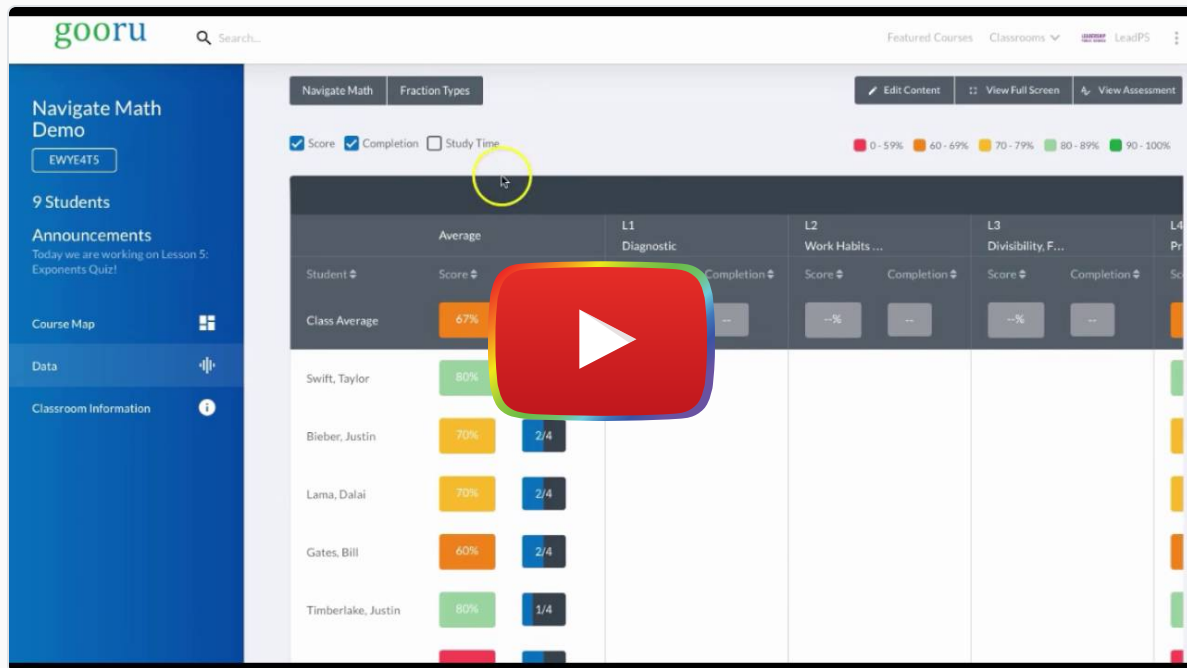 gooru
Search...
Featured Courses Classrooms LeadPS
Navigate Math
Demo
EWYE4T5
9 Students
Announcements
Today we are working on Lesson 5:
Exponents Quiz!
Course Map
Data
Classroom Information
Navigate Math Fraction Types
Edit Content View Full Screen View Assessment
Score Completion Study Time
0 - 59% 60 - 69% 70 - 79% 80 - 89% 90 - 100%
Average L1 L2 L3 L4
Diagnostic Work Habits ... Divisibility, F... Pr
Student Score Completion Score Completion Score Completion Sc
Class Average 67% -- --% -- --% --
Swift, Taylor 80%
Bieber, Justin 70% 2/4
Lama, Dalai 70% 2/4
Gates, Bill 60% 2/4
Timberlake, Justin 80% 1/4